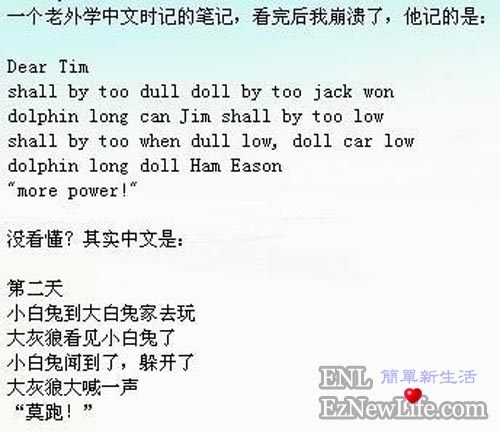 一个老外学中文时记的笔记，看完后我崩溃了，他记的是：
Dear Tim
shall by too dull doll by too jack won
dolphin long can Jim shall by too low
shall by too when dull low, doll car low
dolphin long doll Ham Eason
"more power!"
没看懂？其实中文是：
第二天
小白兔到大白兔家去玩
大灰狼看见小白兔了
小白兔闻到了，躲开了
大灰狼大喊一声
“莫跑！”
ENL 簡單新生活
EzNewLife.com